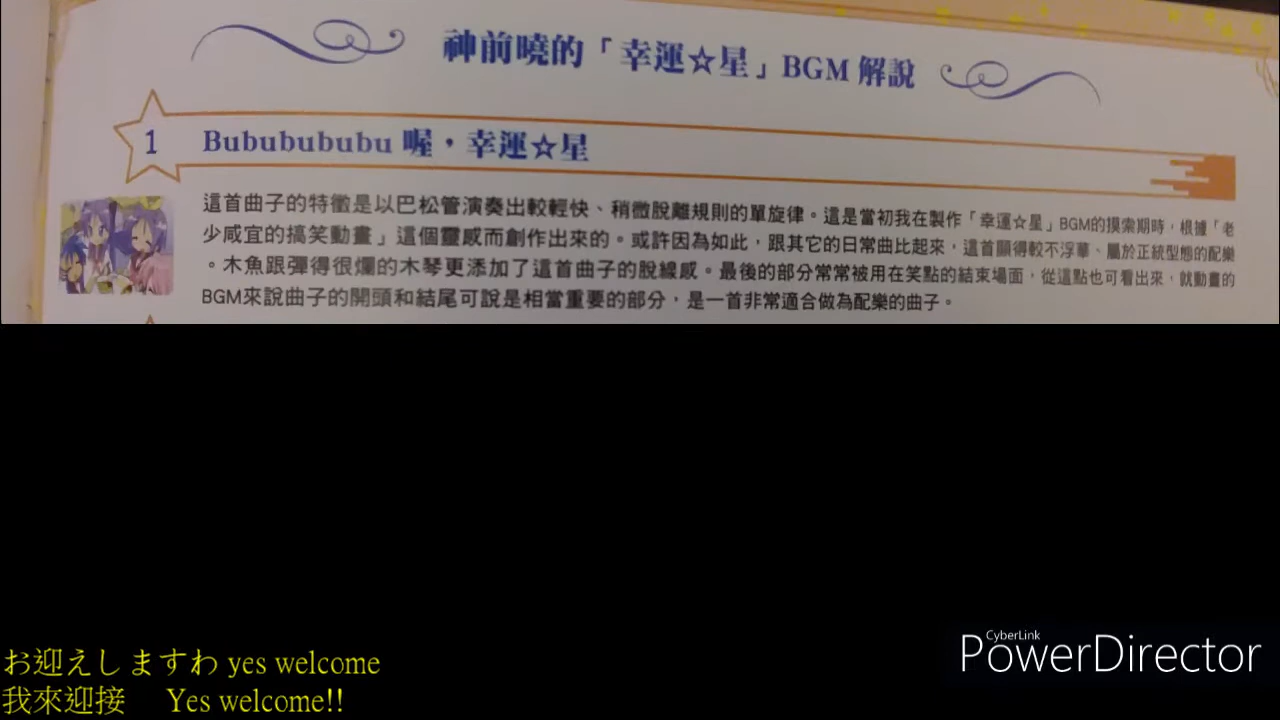 神前曉的「幸運☆星」BGM 解說
1 Bubububububu 喔，幸運☆星
這首曲子的特徵是以巴松管演奏出較輕快、稍微脫離規則的單旋律。這是當初我在製作「幸運☆星」BGM的摸索期時，根據「老
少咸宜的搞笑動畫」這個靈感而創作出來的。或許因為如此，跟其它的日常曲比起來，這首顯得較不浮華、屬於正統型態的配樂
。木魚跟彈得很爛的木琴更添加了這首曲子的脫線感。最後的部分常常被用在笑點的結束場面，從這點也可看出來，就動畫的
BGM來說曲子的開頭和結尾可說是相當重要的部分，是一首非常適合做為配樂的曲子。
お迎えしますわ yes welcome
我來迎接 Yes welcome!!
CyberLink
PowerDirector